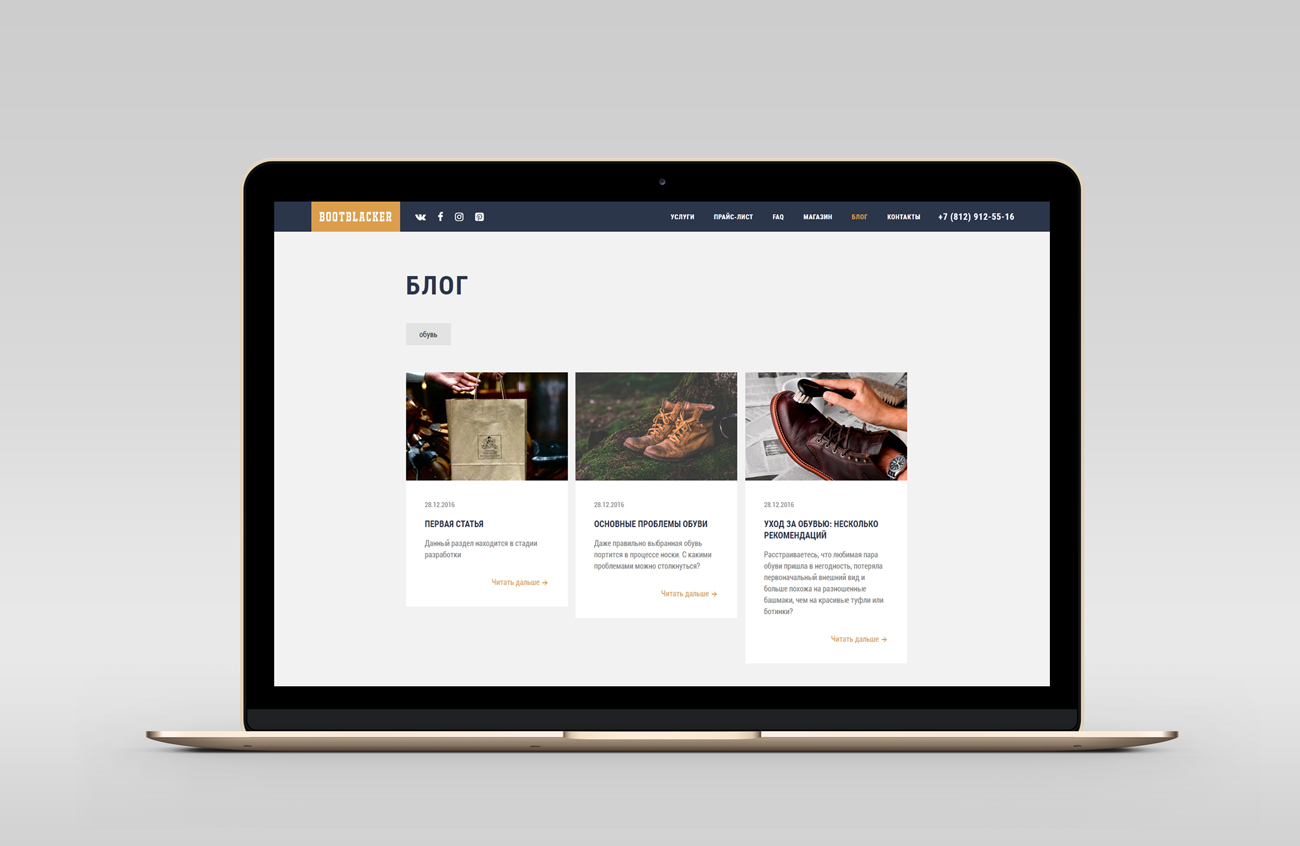 BOOTBLACKER
УСЛУГИ ПРАЙС-ЛИСТ FAQ МАГАЗИН БЛОГ КОНТАКТЫ +7 (812) 912-55-16
БЛОГ
обувь
28.12.2016
ПЕРВАЯ СТАТЬЯ
Данный раздел находится в стадии
разработки
Читать дальше →
28.12.2016
ОСНОВНЫЕ ПРОБЛЕМЫ ОБУВИ
Даже правильно выбранная обувь
портится в процессе носки. С какими
проблемами можно столкнуться?
Читать дальше →
28.12.2016
УХОД ЗА ОБУВЬЮ: НЕСКОЛЬКО
РЕКОМЕНДАЦИЙ
Расстраиваетесь, что любимая пара
обуви пришла в негодность, потеряла
первоначальный внешний вид и
больше похожа на разношенные
башмаки, чем на красивые туфли или
ботинки?
Читать дальше →